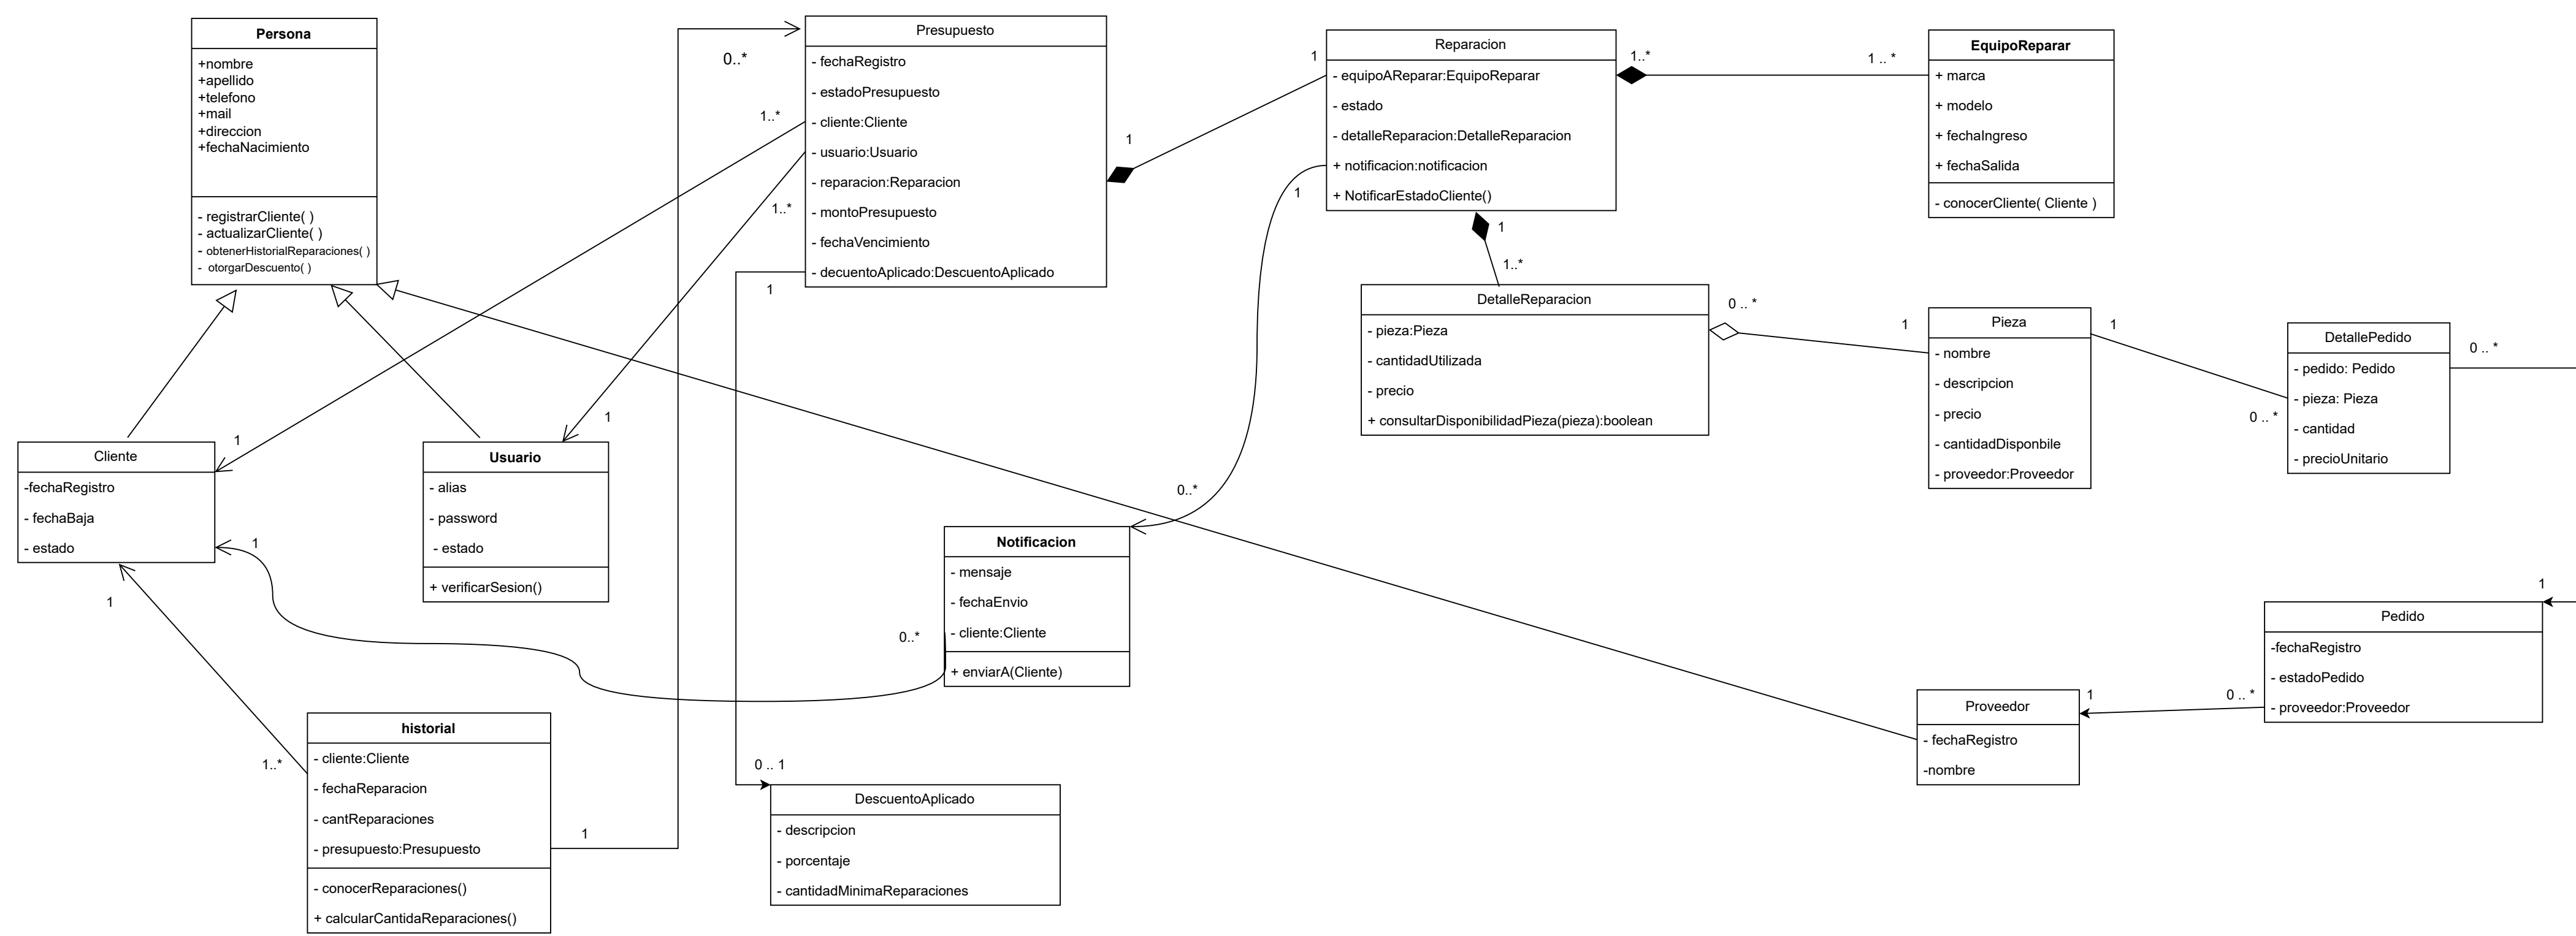 Persona
+nombre
+apellido
+telefono
+mail
+direccion
+fechaNacimiento
- registrarCliente( )
- actualizarCliente( )
- obtenerHistorialReparaciones( )
- otorgarDescuento( )
Presupuesto
- fechaRegistro
- estadoPresupuesto
- cliente:Cliente
- usuario:Usuario
- reparacion:Reparacion
- montoPresupuesto
- fechaVencimiento
- decuentoAplicado:DescuentoAplicado
0..*
1..*
1..*
1
1
1
Reparacion
- equipoAReparar:EquipoReparar
- estado
- detalleReparacion:DetalleReparacion
+ notificacion:notificacion
+ NotificarEstadoCliente()
1..*
1 .. *
1
1
1..*
EquipoReparar
+ marca
+ modelo
+ fechaIngreso
+ fechaSalida
- conocerCliente( Cliente )
DetalleReparacion
- pieza:Pieza
- cantidadUtilizada
- precio
+ consultarDisponibilidadPieza(pieza):boolean
0 .. *
1
Pieza
- nombre
- descripcion
- precio
- cantidadDisponbile
- proveedor:Proveedor
1
0 .. *
DetallePedido
- pedido: Pedido
- pieza: Pieza
- cantidad
- precioUnitario
0 .. *
Cliente
-fechaRegistro
- fechaBaja
- estado
1
1
1
Usuario
- alias
- password
- estado
+ verificarSesion()
1
Notificacion
- mensaje
- fechaEnvio
- cliente:Cliente
+ enviarA(Cliente)
0..*
0..*
historial
- cliente:Cliente
- fechaReparacion
- cantReparaciones
- presupuesto:Presupuesto
- conocerReparaciones()
+ calcularCantidaReparaciones()
1..*
1
0 .. 1
DescuentoAplicado
- descripcion
- porcentaje
- cantidadMinimaReparaciones
Proveedor
- fechaRegistro
-nombre
1
0 .. *
Pedido
-fechaRegistro
- estadoPedido
- proveedor:Proveedor
1